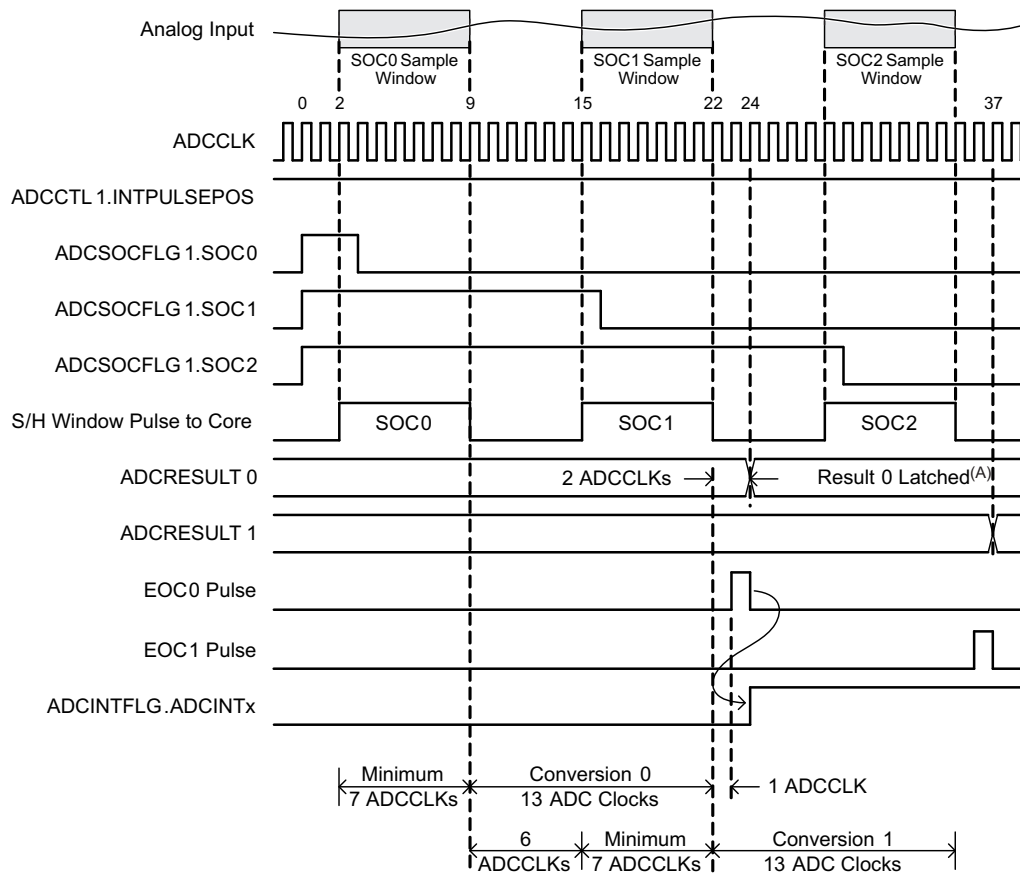 Analog Input
SOC0 Sample
Window
SOC1 Sample
Window
SOC2 Sample
Window
0 2 9 15 22 24 37
ADCCLK
ADCCTL 1.INTPULSEPOS
ADCSOCFLG 1.SOC0
ADCSOCFLG 1.SOC1
ADCSOCFLG 1.SOC2
S/H Window Pulse to Core SOC0 SOC1 SOC2
ADCRESULT 0 2 ADCCLKs Result 0 Latched(A)
ADCRESULT 1
EOC0 Pulse
EOC1 Pulse
ADCINTFLG.ADCINTx
Minimum
7 ADCCLKs
Conversion 0
13 ADC Clocks
1 ADCCLK
6
ADCCLKs
Minimum
7 ADCCLKs
Conversion 1
13 ADC Clocks